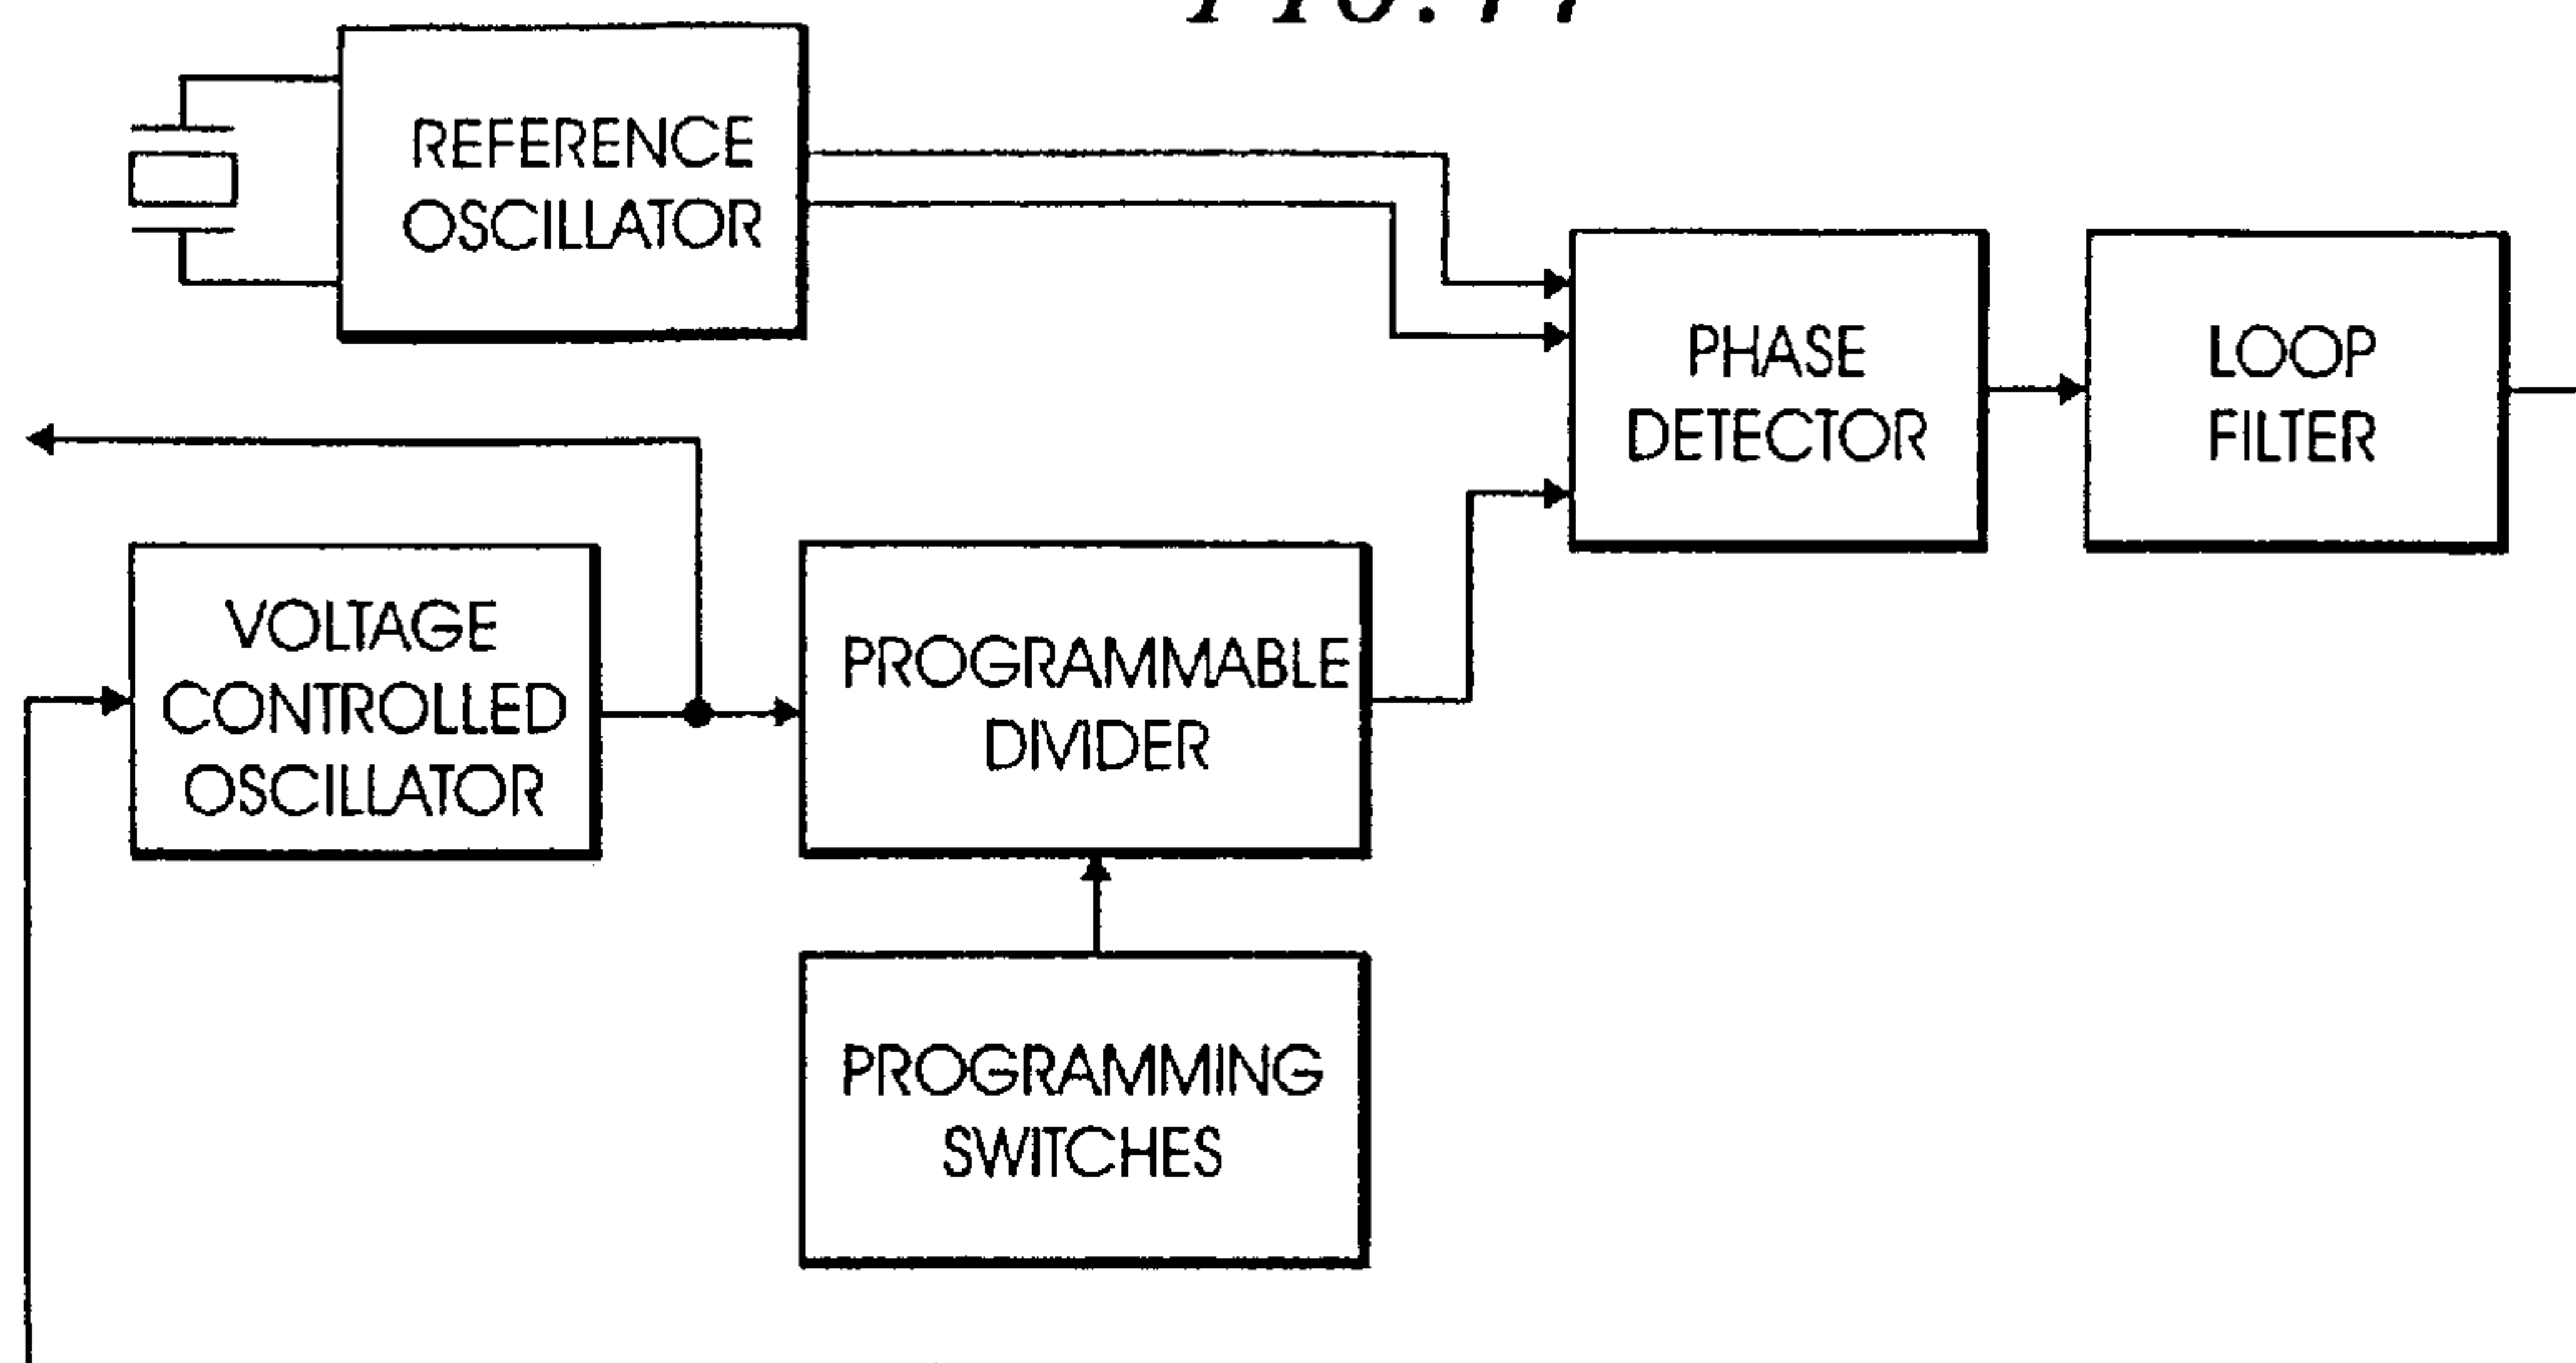 REFERENCE
OSCILLATOR
PHASE
DETECTOR
LOOP
FILTER
VOLTAGE
CONTROLLED
OSCILLATOR
PROGRAMMABLE
DIVIDER
PROGRAMMING
SWITCHES